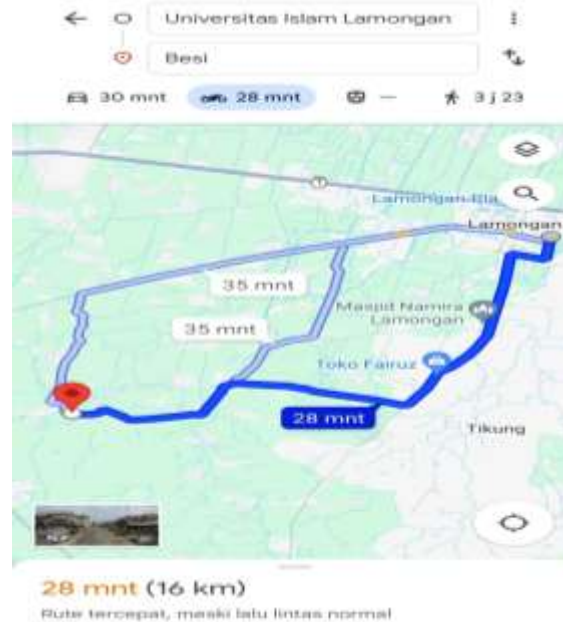 Universitas Islam Lamongan
Besi
30 mnt
28 mnt
—
3 j 23
Lamongan
35 mnt
Masjid Namira
Lamongan
35 mnt
Toko Fairuz
28 mnt
Tikung
28 mnt (16 km)
Rute tercepat, meski lalu lintas normal